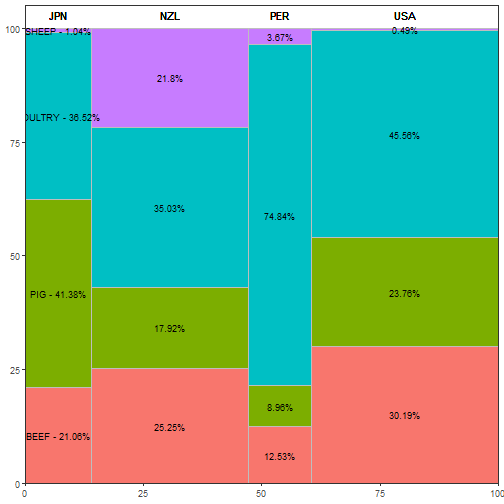 JPN NZL PER USA
100
SHEEP - 1.04%
3.67%
0.49%
21.8%
OULTRY - 36.52%
45.56%
75
35.03%
74.84%
50
PIG - 41.38%
23.76%
17.92%
25
8.96%
30.19%
BEEF - 21.06%
25.25%
12.53%
0
0 25 50 75 100